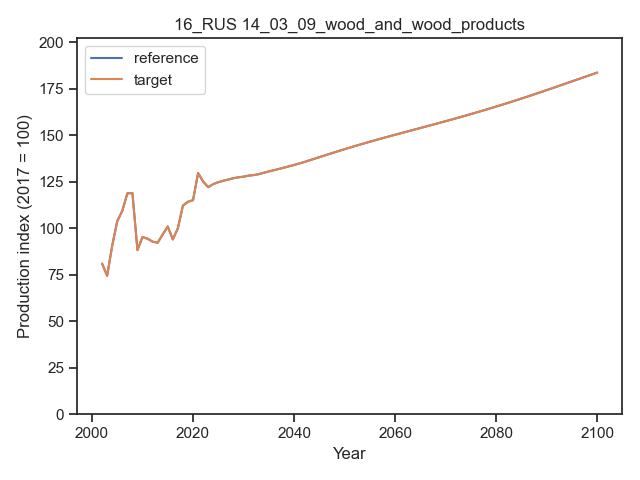 16_RUS 14_03_09_wood_and_wood_products
reference
target
Production index (2017 = 100)
200
175
150
125
100
75
50
25
0
2000 2020 2040 2060 2080 2100
Year